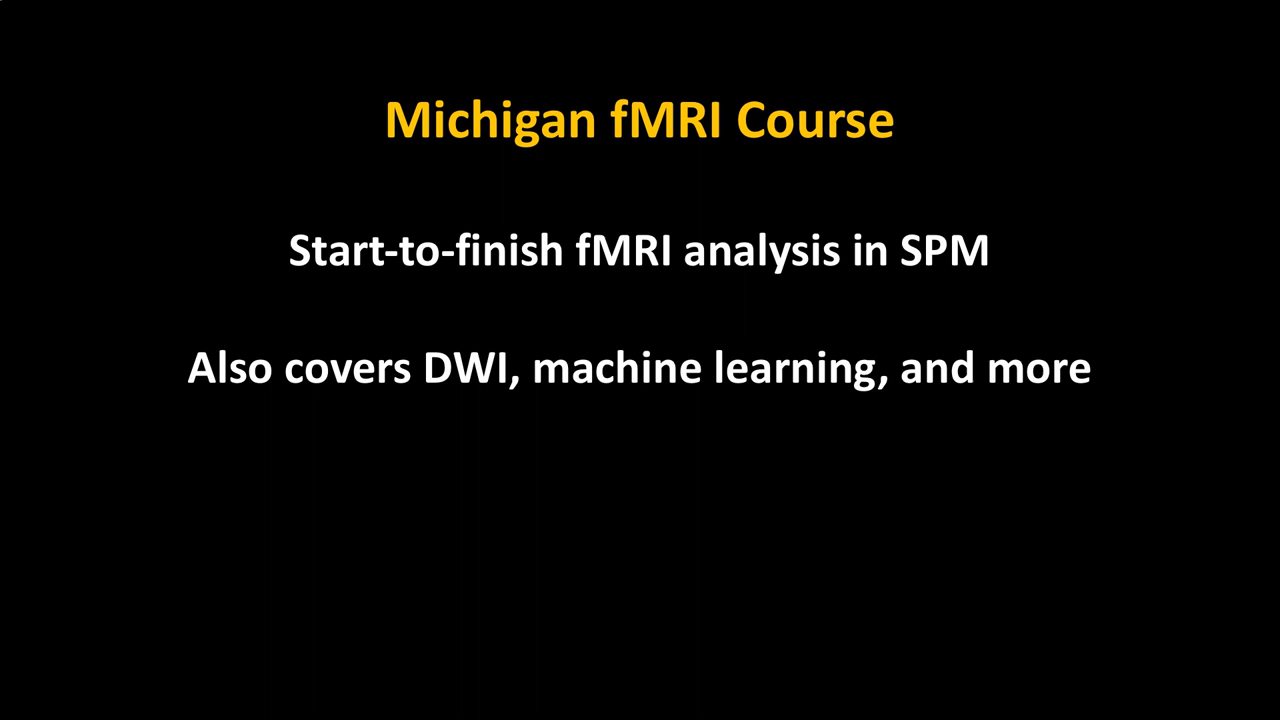 Michigan fMRI Course
Start-to-finish fMRI analysis in SPM
Also covers DWI, machine learning, and more